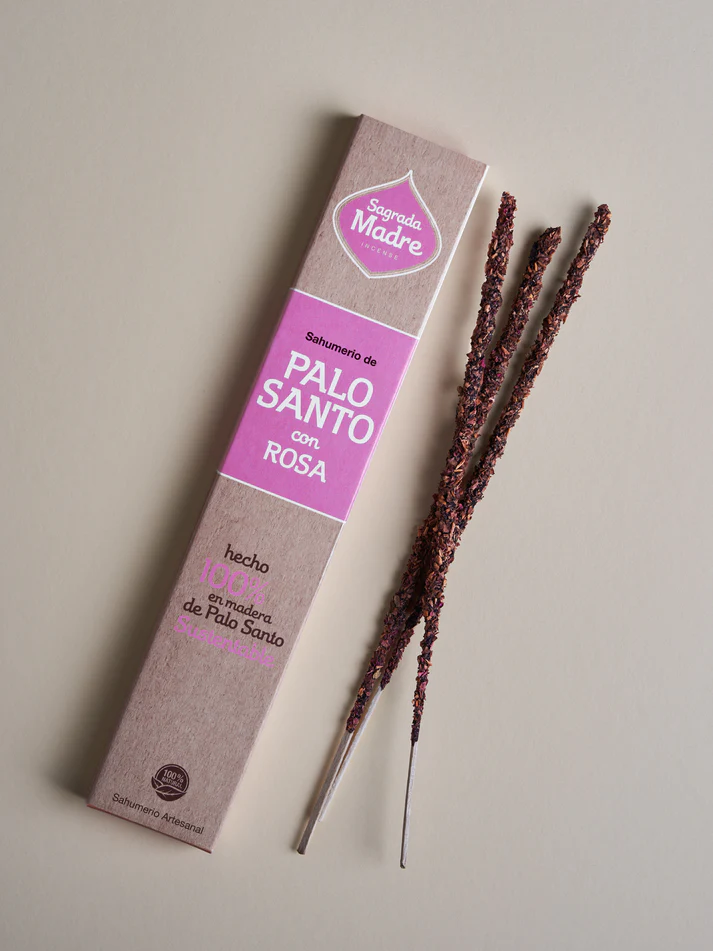 Sagrada
Madre
INCENSE
Sahumerio de
PALO
SANTO
con
ROSA
hecho
100%
en madera
de Palo Santo
Sustentable
100%
NATURAL
Sahumerio Artesanal